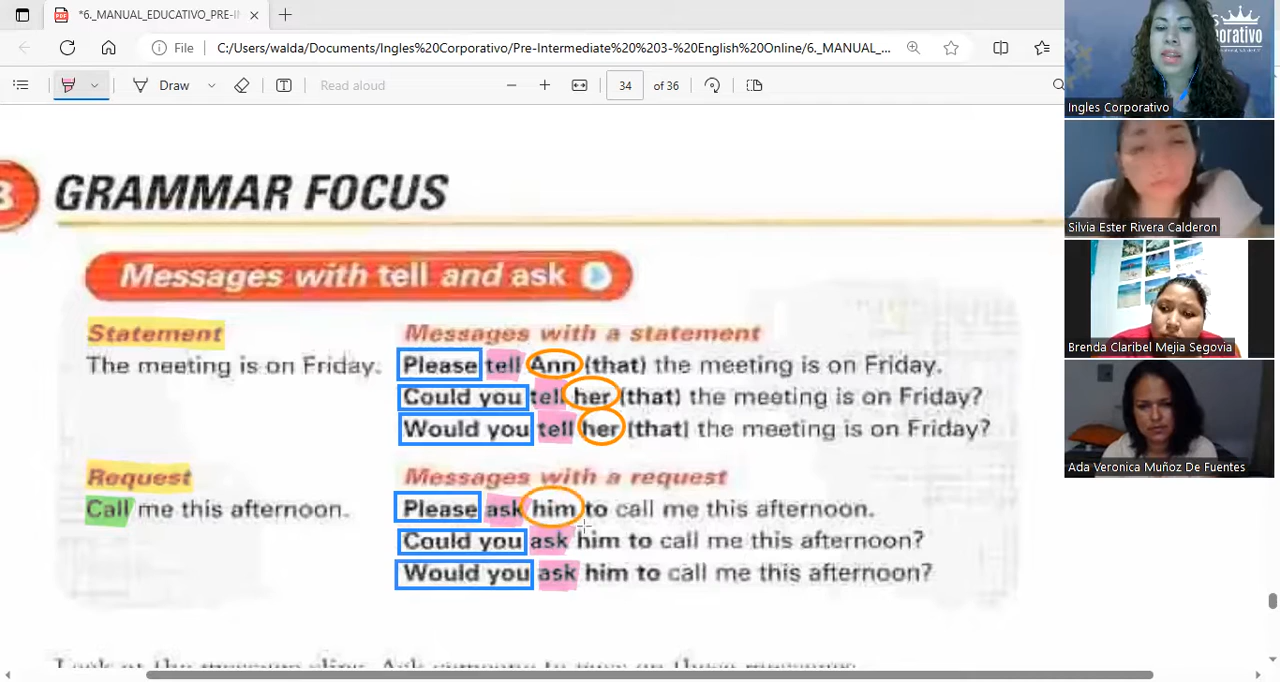 *6._MANUAL_EDUCATIVO_PRE-I
File C:/Users/walda/Documents/Ingles%20Corporativo/Pre-Intermediate%20%203-%20English%20Online/6._MANUAL_...
Draw Read aloud 34 of 36
Ingles Corporativo
Silvia Ester Rivera Calderon
Brenda Claribel Mejia Segovia
Ada Veronica Muñoz De Fuentes
GRAMMAR FOCUS
Messages with tell and ask
Statement Messages with a statement
The meeting is on Friday. Please tell Ann (that) the meeting is on Friday.
Could you tell her (that) the meeting is on Friday?
Would you tell her (that) the meeting is on Friday?
Request Messages with a request
Call me this afternoon. Please ask him to call me this afternoon.
Could you ask him to call me this afternoon?
Would you ask him to call me this afternoon?